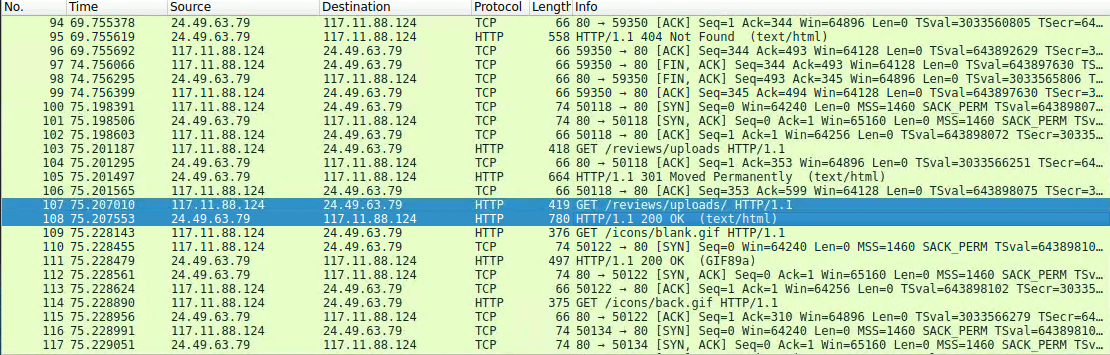 No. Time Source Destination Protocol Length Info
94 69.755378 24.49.63.79 117.11.88.124 TCP 66 80 → 59350 [ACK] Seq=1 Ack=344 Win=64896 Len=0 TSval=3033560805 TSecr=64…
95 69.755619 24.49.63.79 117.11.88.124 HTTP 558 HTTP/1.1 404 Not Found (text/html)
96 69.755692 117.11.88.124 24.49.63.79 TCP 66 59350 → 80 [ACK] Seq=344 Ack=493 Win=64128 Len=0 TSval=643892629 TSecr=3…
97 74.756066 117.11.88.124 24.49.63.79 TCP 66 59350 → 80 [FIN, ACK] Seq=344 Ack=493 Win=64128 Len=0 TSval=643897630 TS…
98 74.756295 24.49.63.79 117.11.88.124 TCP 66 80 → 59350 [FIN, ACK] Seq=493 Ack=345 Win=64896 Len=0 TSval=3033565806 T…
99 74.756399 117.11.88.124 24.49.63.79 TCP 66 59350 → 80 [ACK] Seq=345 Ack=494 Win=64128 Len=0 TSval=643897630 TSecr=3…
100 75.198391 117.11.88.124 24.49.63.79 TCP 74 50118 → 80 [SYN] Seq=0 Win=64240 Len=0 MSS=1460 SACK_PERM TSval=64389807…
101 75.198506 24.49.63.79 117.11.88.124 TCP 74 80 → 50118 [SYN, ACK] Seq=0 Ack=1 Win=65160 Len=0 MSS=1460 SACK_PERM TSv…
102 75.198603 117.11.88.124 24.49.63.79 TCP 66 50118 → 80 [ACK] Seq=1 Ack=1 Win=64256 Len=0 TSval=643898072 TSecr=30335…
103 75.201187 117.11.88.124 24.49.63.79 HTTP 418 GET /reviews/uploads HTTP/1.1
104 75.201295 24.49.63.79 117.11.88.124 TCP 66 80 → 50118 [ACK] Seq=1 Ack=353 Win=64896 Len=0 TSval=3033566251 TSecr=64…
105 75.201497 24.49.63.79 117.11.88.124 HTTP 664 HTTP/1.1 301 Moved Permanently (text/html)
106 75.201565 117.11.88.124 24.49.63.79 TCP 66 50118 → 80 [ACK] Seq=353 Ack=599 Win=64128 Len=0 TSval=643898075 TSecr=3…
107 75.207010 117.11.88.124 24.49.63.79 HTTP 419 GET /reviews/uploads/ HTTP/1.1
108 75.207553 24.49.63.79 117.11.88.124 HTTP 780 HTTP/1.1 200 OK (text/html)
109 75.228143 117.11.88.124 24.49.63.79 HTTP 376 GET /icons/blank.gif HTTP/1.1
110 75.228455 117.11.88.124 24.49.63.79 TCP 74 50122 → 80 [SYN] Seq=0 Win=64240 Len=0 MSS=1460 SACK_PERM TSval=64389810…
111 75.228479 24.49.63.79 117.11.88.124 HTTP 497 HTTP/1.1 200 OK (GIF89a)
112 75.228561 24.49.63.79 117.11.88.124 TCP 74 80 → 50122 [SYN, ACK] Seq=0 Ack=1 Win=65160 Len=0 MSS=1460 SACK_PERM TSv…
113 75.228624 117.11.88.124 24.49.63.79 TCP 66 50122 → 80 [ACK] Seq=1 Ack=1 Win=64256 Len=0 TSval=643898102 TSecr=30335…
114 75.228890 117.11.88.124 24.49.63.79 HTTP 375 GET /icons/back.gif HTTP/1.1
115 75.228956 24.49.63.79 117.11.88.124 TCP 66 80 → 50122 [ACK] Seq=1 Ack=310 Win=64896 Len=0 TSval=3033566279 TSecr=64…
116 75.228991 117.11.88.124 24.49.63.79 TCP 74 50134 → 80 [SYN] Seq=0 Win=64240 Len=0 MSS=1460 SACK_PERM TSval=64389810…
117 75.229051 24.49.63.79 117.11.88.124 TCP 74 80 → 50134 [SYN, ACK] Seq=0 Ack=1 Win=65160 Len=0 MSS=1460 SACK_PERM TSv…